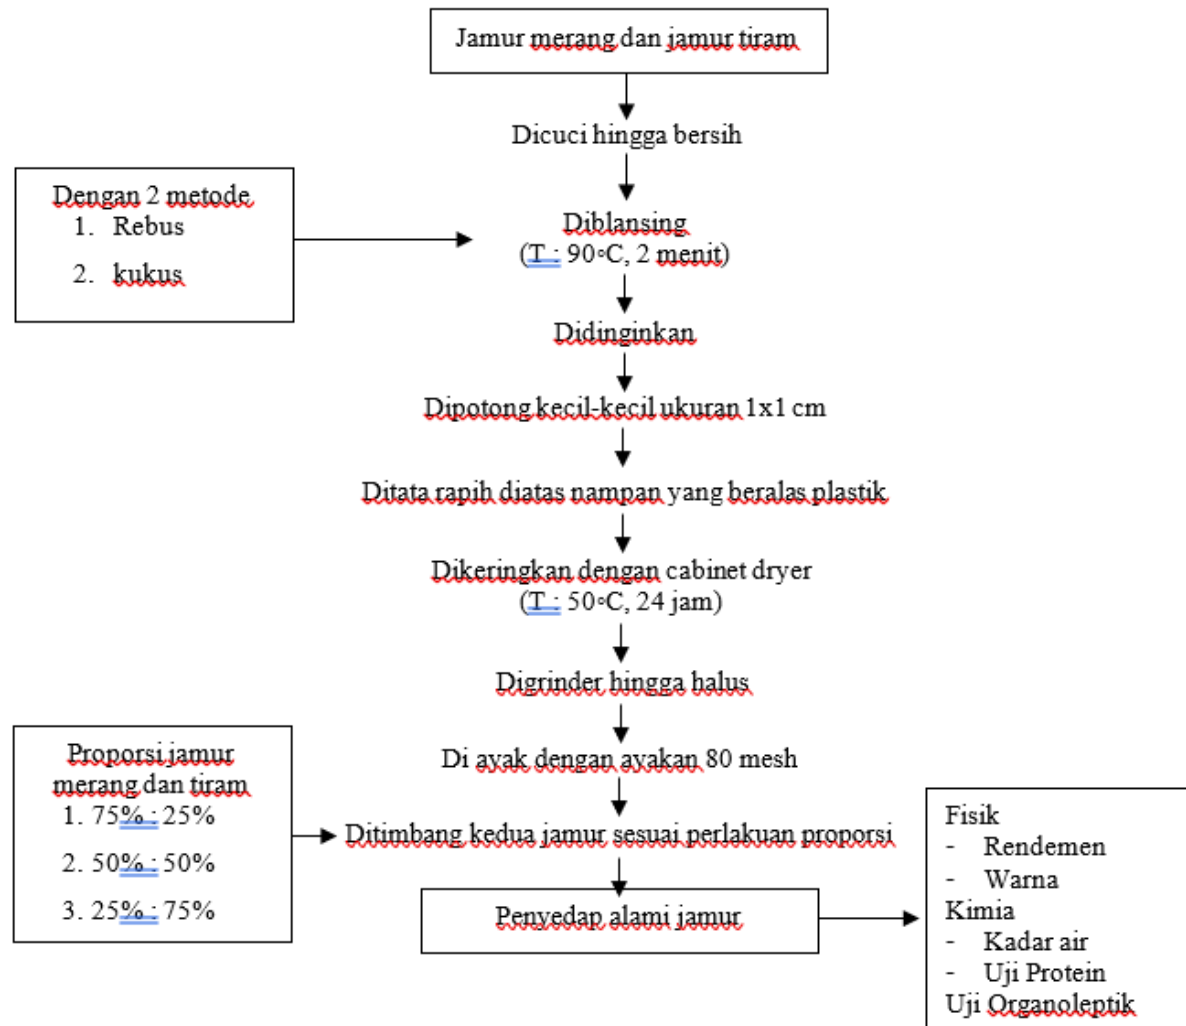 Jamur merang dan jamur tiram
Dicuci hingga bersih
Dengan 2 metode
1. Rebus
2. kukus
Diblansing
(T : 90°C, 2 menit)
Didinginkan
Dipotong kecil-kecil ukuran 1x1 cm
Ditata rapih diatas nampan yang beralas plastik
Dikeringkan dengan cabinet dryer
(T : 50°C, 24 jam)
Digrinder hingga halus
Di ayak dengan ayakan 80 mesh
Proporsi jamur
merang dan tiram
1. 75% : 25%
2. 50% : 50%
3. 25% : 75%
Ditimbang kedua jamur sesuai perlakuan proporsi
Penyedap alami jamur
Fisik
- Rendemen
- Warna
Kimia
- Kadar air
- Uji Protein
Uji Organoleptik